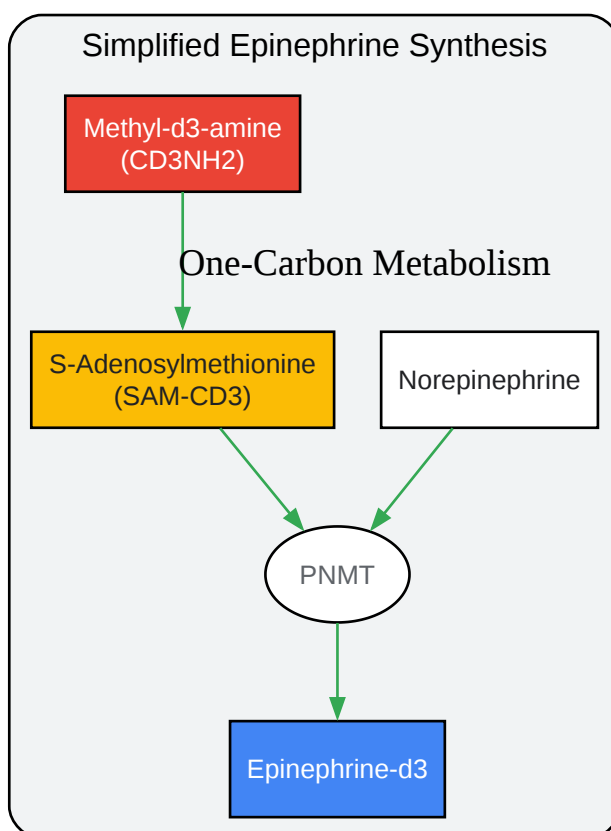 Simplified Epinephrine Synthesis
Methyl-d3-amine
(CD3NH2)
One-Carbon Metabolism
S-Adenosylmethionine
(SAM-CD3)
Norepinephrine
PNMT
Epinephrine-d3